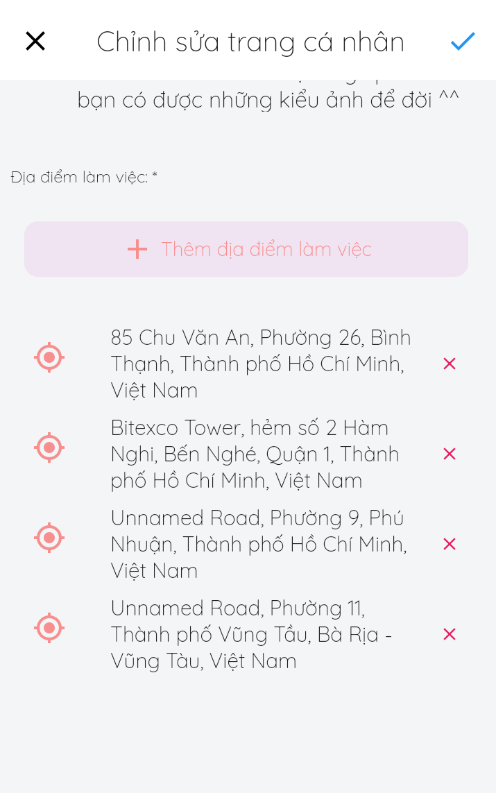 Chỉnh sửa trang cá nhân
bạn có được những kiểu ảnh để đời ^^
Địa điểm làm việc: *
Thêm địa điểm làm việc
85 Chu Văn An, Phường 26, Bình
Thạnh, Thành phố Hồ Chí Minh,
Việt Nam
Bitexco Tower, hẻm số 2 Hàm
Nghi, Bến Nghé, Quận 1, Thành
phố Hồ Chí Minh, Việt Nam
Unnamed Road, Phường 9, Phú
Nhuận, Thành phố Hồ Chí Minh,
Việt Nam
Unnamed Road, Phường 11,
Thành phố Vũng Tầu, Bà Rịa -
Vũng Tàu, Việt Nam